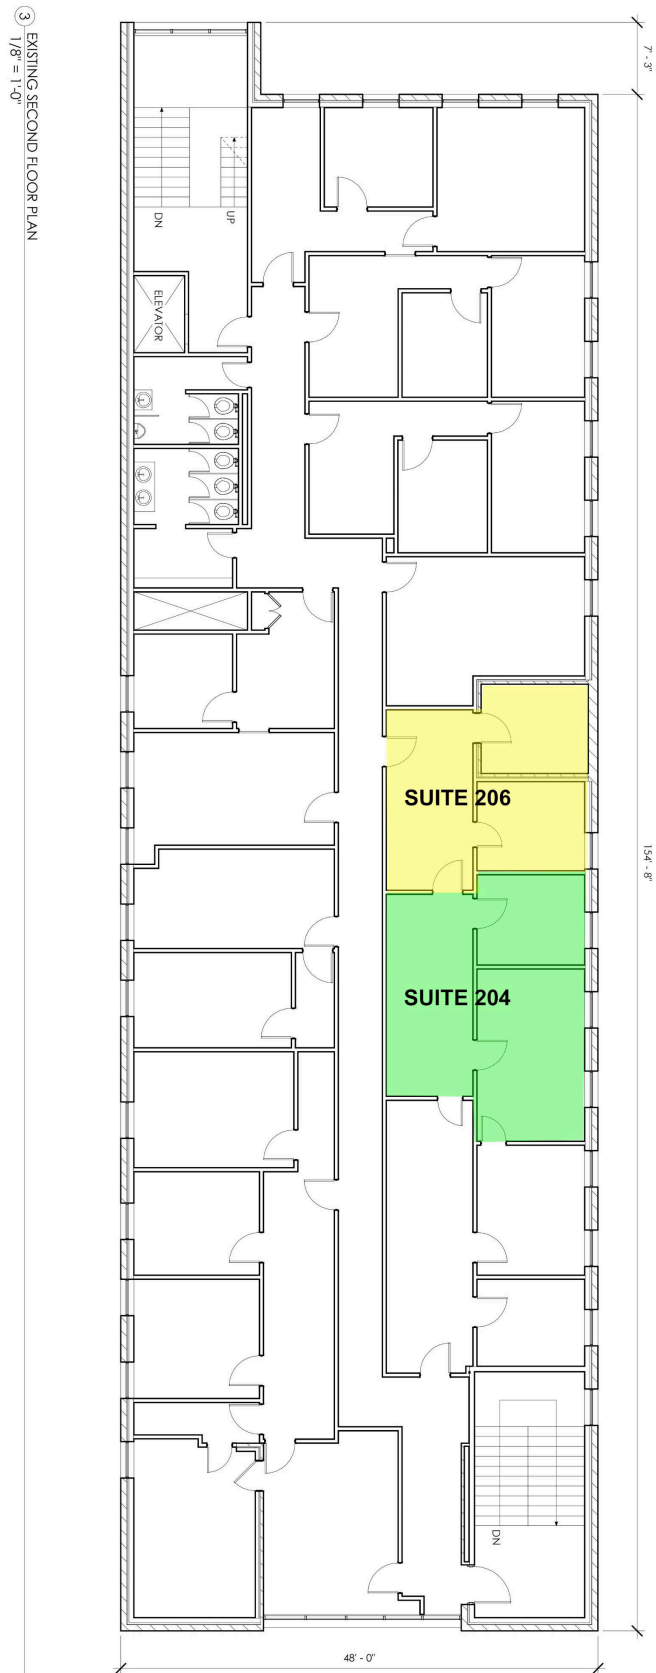 3
EXISTING SECOND FLOOR PLAN
1/8" = 1'-0"
7' - 3"
DN
UP
ELEVATOR
SUITE 206
154' - 8"
SUITE 204
DN
48' - 0"